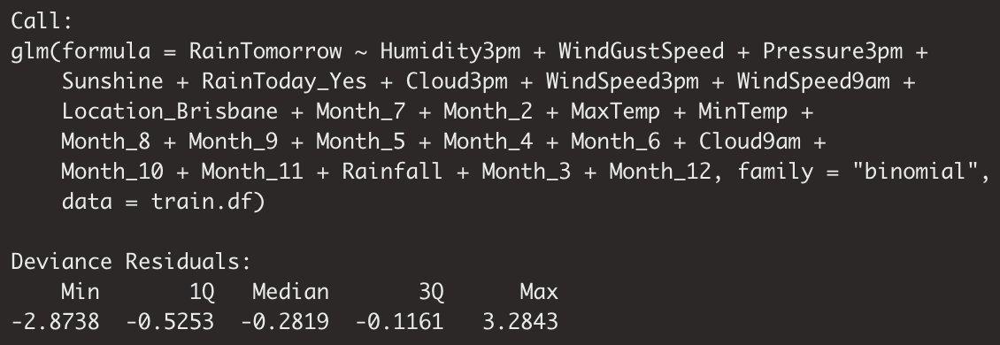 Call:
glm(formula = RainTomorrow ~ Humidity3pm + WindGustSpeed + Pressure3pm +
    Sunshine + RainToday_Yes + Cloud3pm + WindSpeed3pm + WindSpeed9am +
    Location_Brisbane + Month_7 + Month_2 + MaxTemp + MinTemp +
    Month_8 + Month_9 + Month_5 + Month_4 + Month_6 + Cloud9am +
    Month_10 + Month_11 + Rainfall + Month_3 + Month_12, family = "binomial",
    data = train.df)

Deviance Residuals:
    Min       1Q   Median       3Q      Max
-2.8738  -0.5253  -0.2819  -0.1161   3.2843